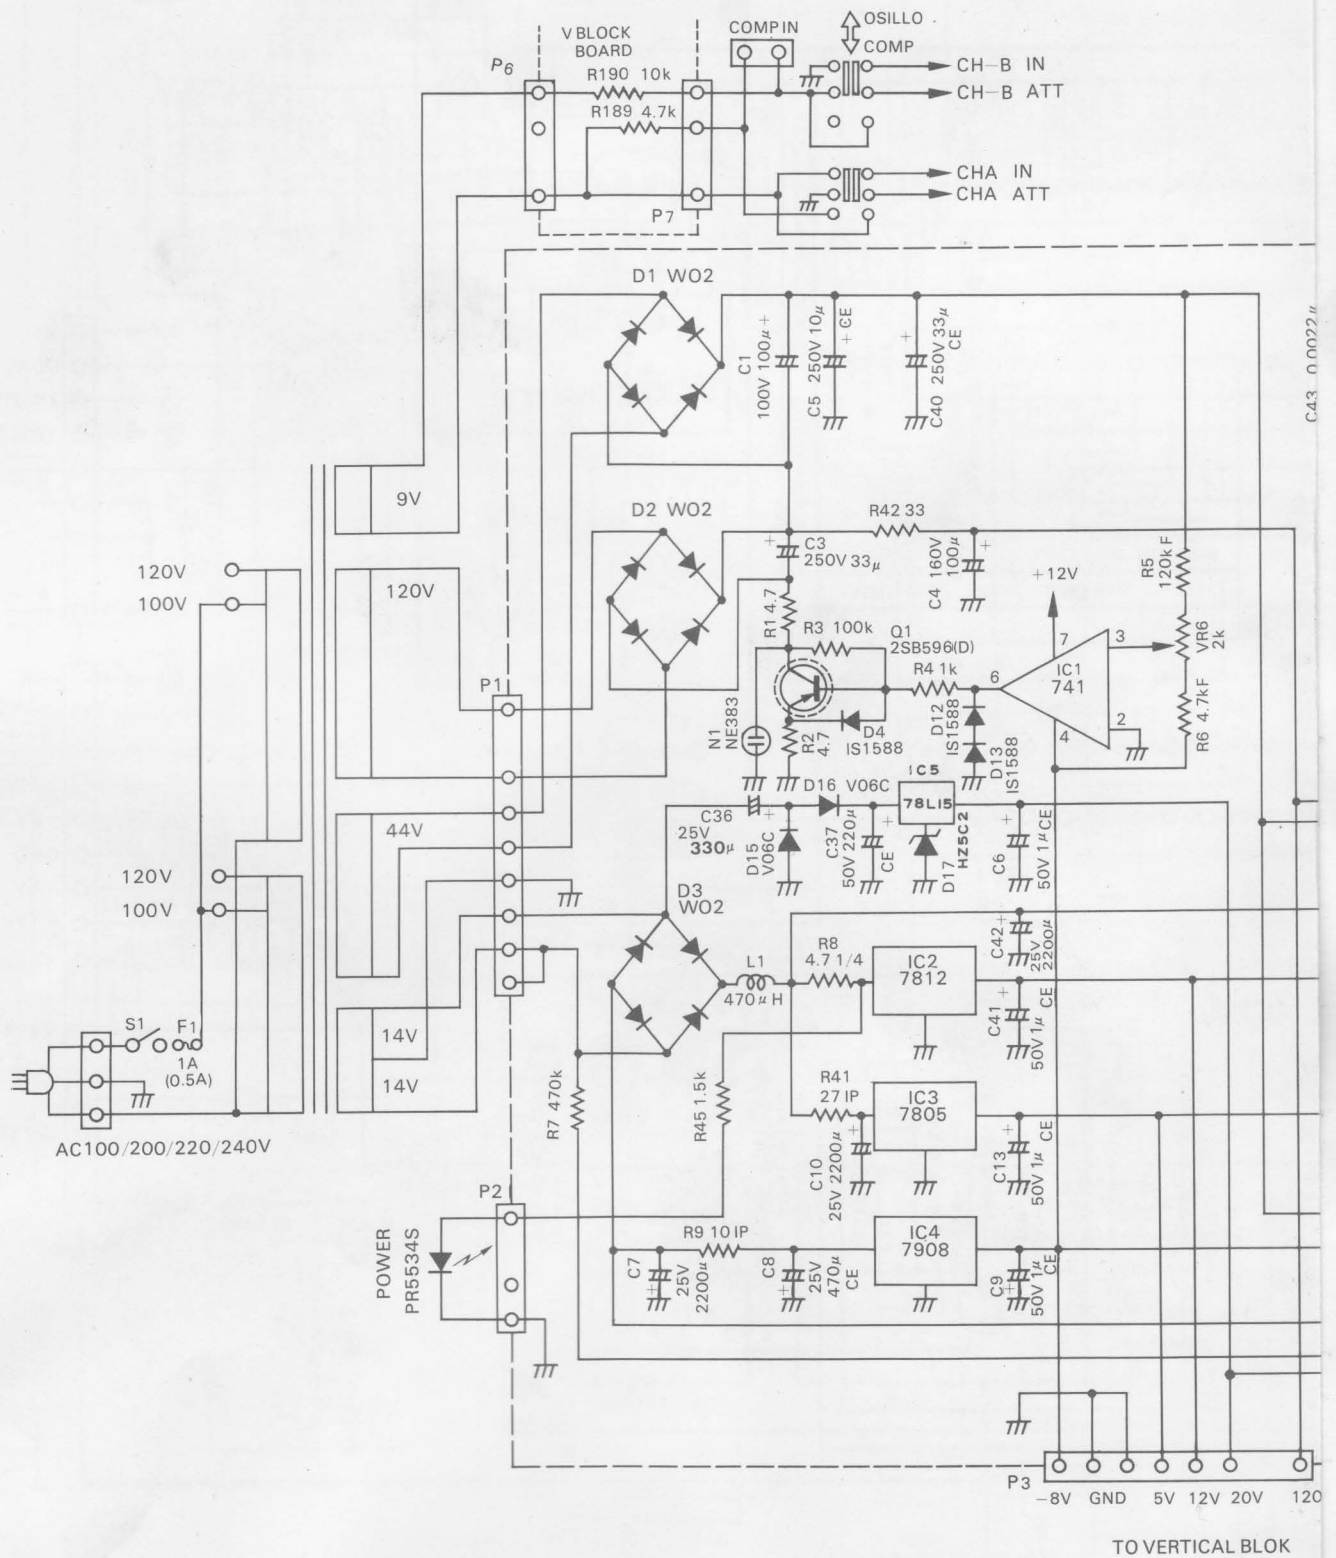 OSILLO
COMP IN
V BLOCK
BOARD
COMP
P6
R190 10k
CH-B IN
CH-B ATT
R189 4.7k
CHA IN
CHA ATT
P7
D1 WO2
C1
100V 100μ+
C5 250V 10μ
+ CE
+
C40 250V 33μ
CE
C43 0.0022μ
9V
D2 WO2
R42 33
+
C3
250V 33μ
C4 160V
100μ
+
+12V
R5
120kF
120V
100V
120V
R1 4.7
R3 100k
Q1
2SB596(D)
7
3
VR6
2k
IC1
741
6
R4 1k
P1
N1
NE383
R2
4.7
D4
IS1588
D12
IS1588
D13
IS1588
4
2
R6 4.7kF
D16 V06C
IC5
78L15
44V
C36
25V
330μ
D15
V06C
C37
50V 220μ
+
CE
D17
HZ5C2
+
C6
50V 1μCE
120V
100V
D3
WO2
R8
4.7 1/4
L1
470μH
IC2
7812
C42+
25V
2200μ
C41 +
50V 1μ CE
S1
F1
1A
(0.5A)
14V
14V
R7 470k
R45 1.5k
R41
27 IP
IC3
7805
+
C10
25V 2200μ
+
C13
50V 1μ CE
AC100/200/220/240V
P2
POWER
PR5534S
R9 10 IP
IC4
7908
C7
+
25V
2200μ
C8
+
25V
470μ
CE
C9
+
50V 1μ
CE
P3
-8V GND 5V 12V 20V 120
TO VERTICAL BLOK